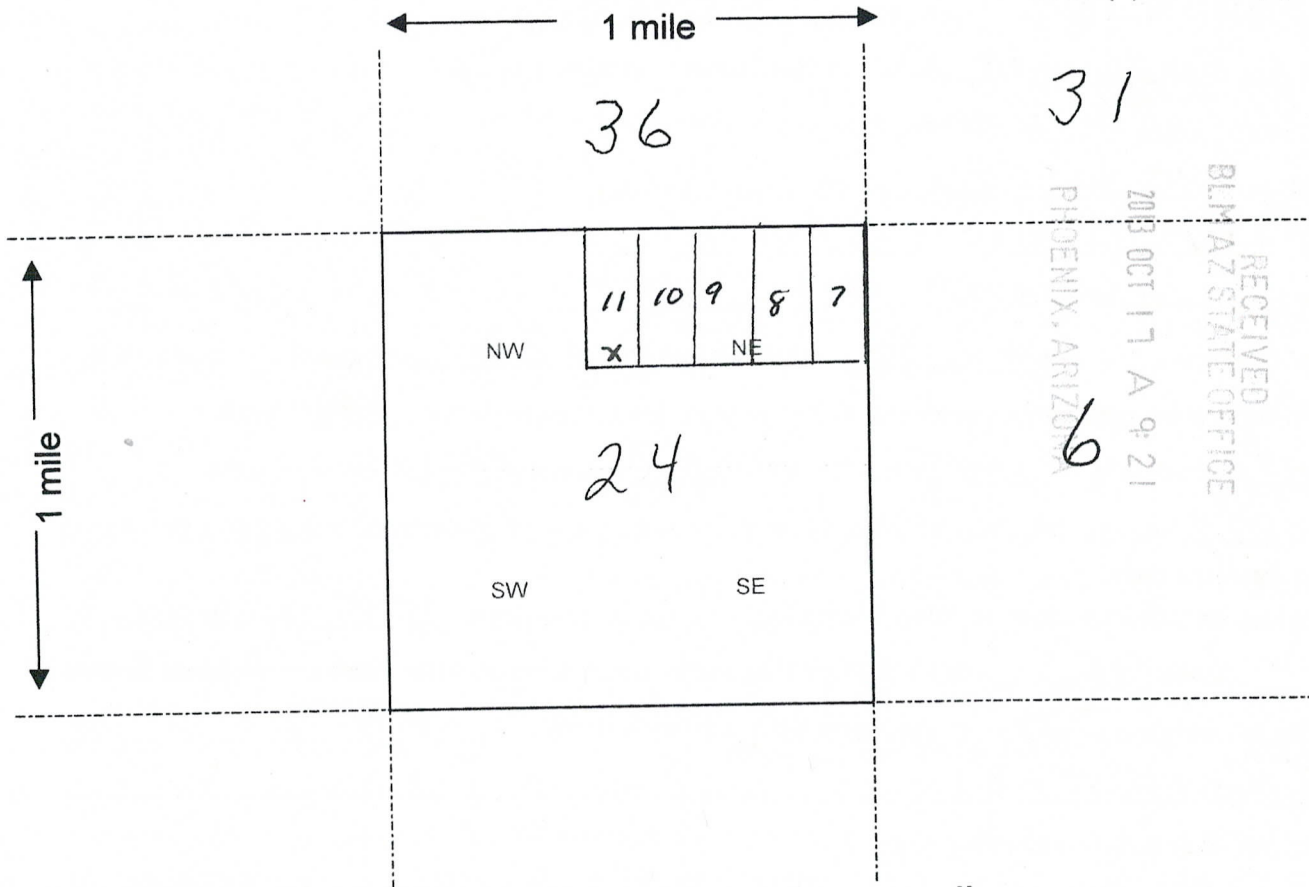 1 mile
36
31
11 10 9 8 7
x
NW
NE
1 mile
24
6
SW
SE
RECEIVED
BLM AZ STATE OFFICE
2013 OCT 17 A 9:21
PHOENIX, ARIZONA